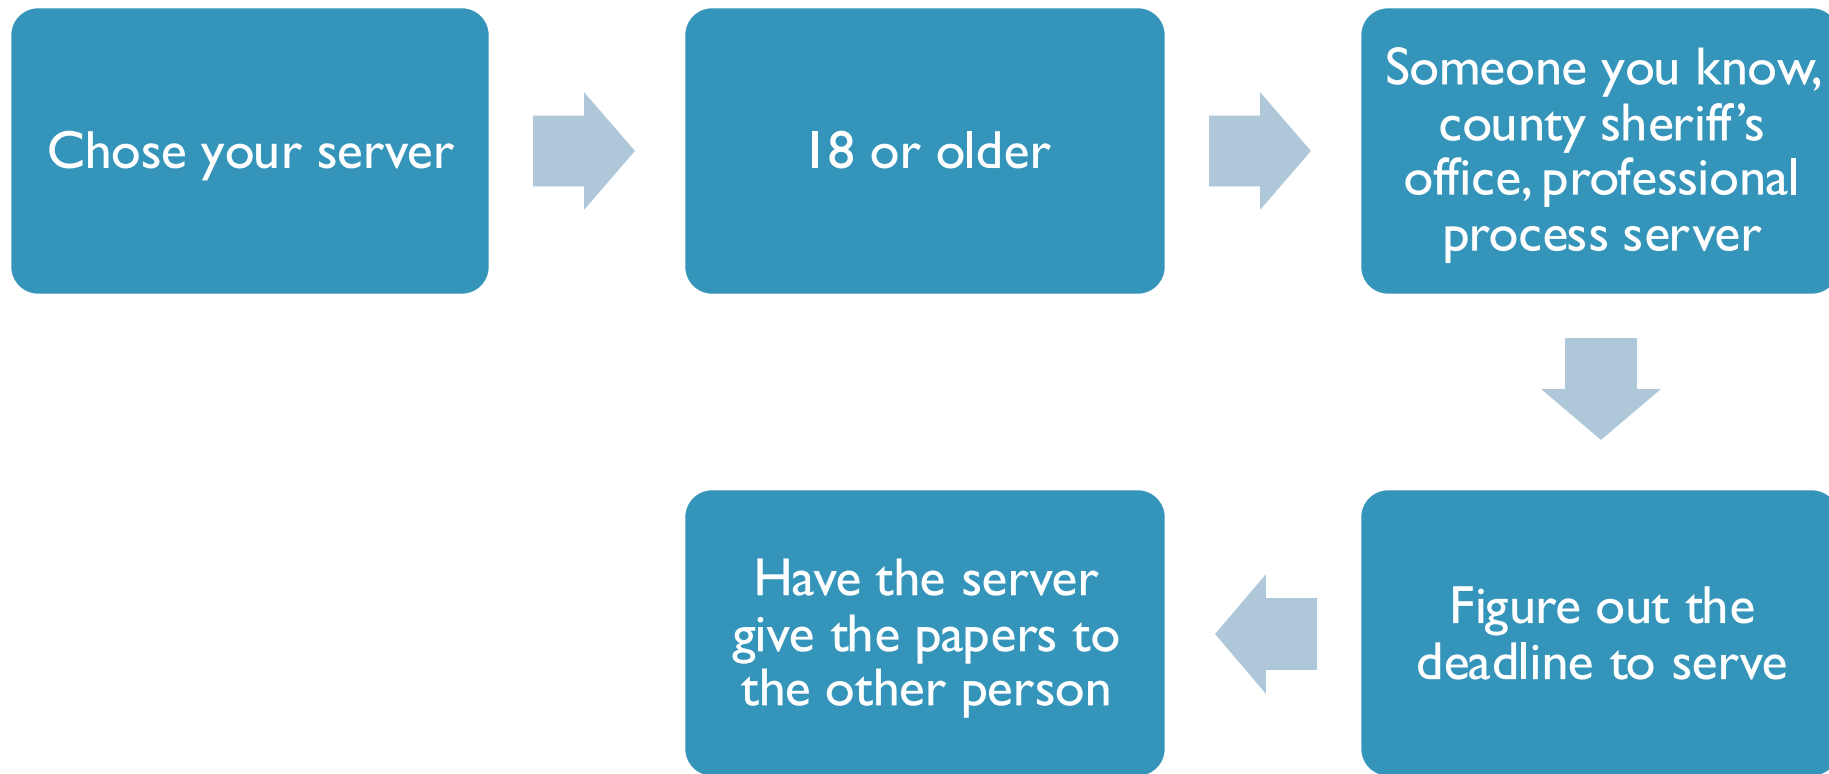 Chose your server
18 or older
Someone you know,
county sheriff’s
office, professional
process server
Figure out the
deadline to serve
Have the server
give the papers to
the other person